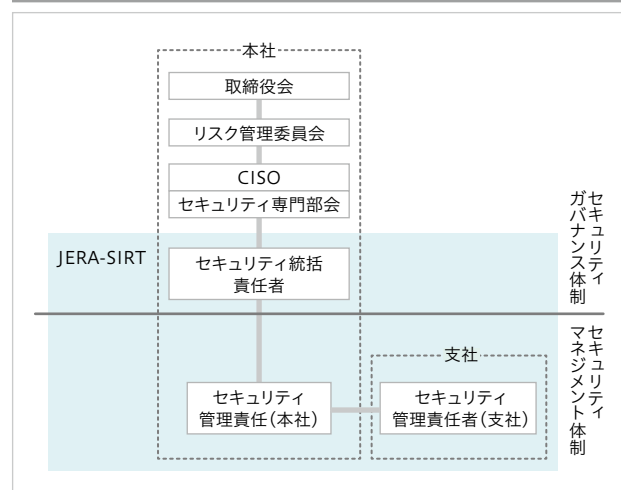 本社
取締役会
リスク管理委員会
CISO
セキュリティ専門部会
JERA-SIRT
セキュリティ統括
責任者
セキュリティ
ガバナンス体制
セキュリティ
マネジメント体制
支社
セキュリティ
管理責任（本社）
セキュリティ
管理責任者（支社）